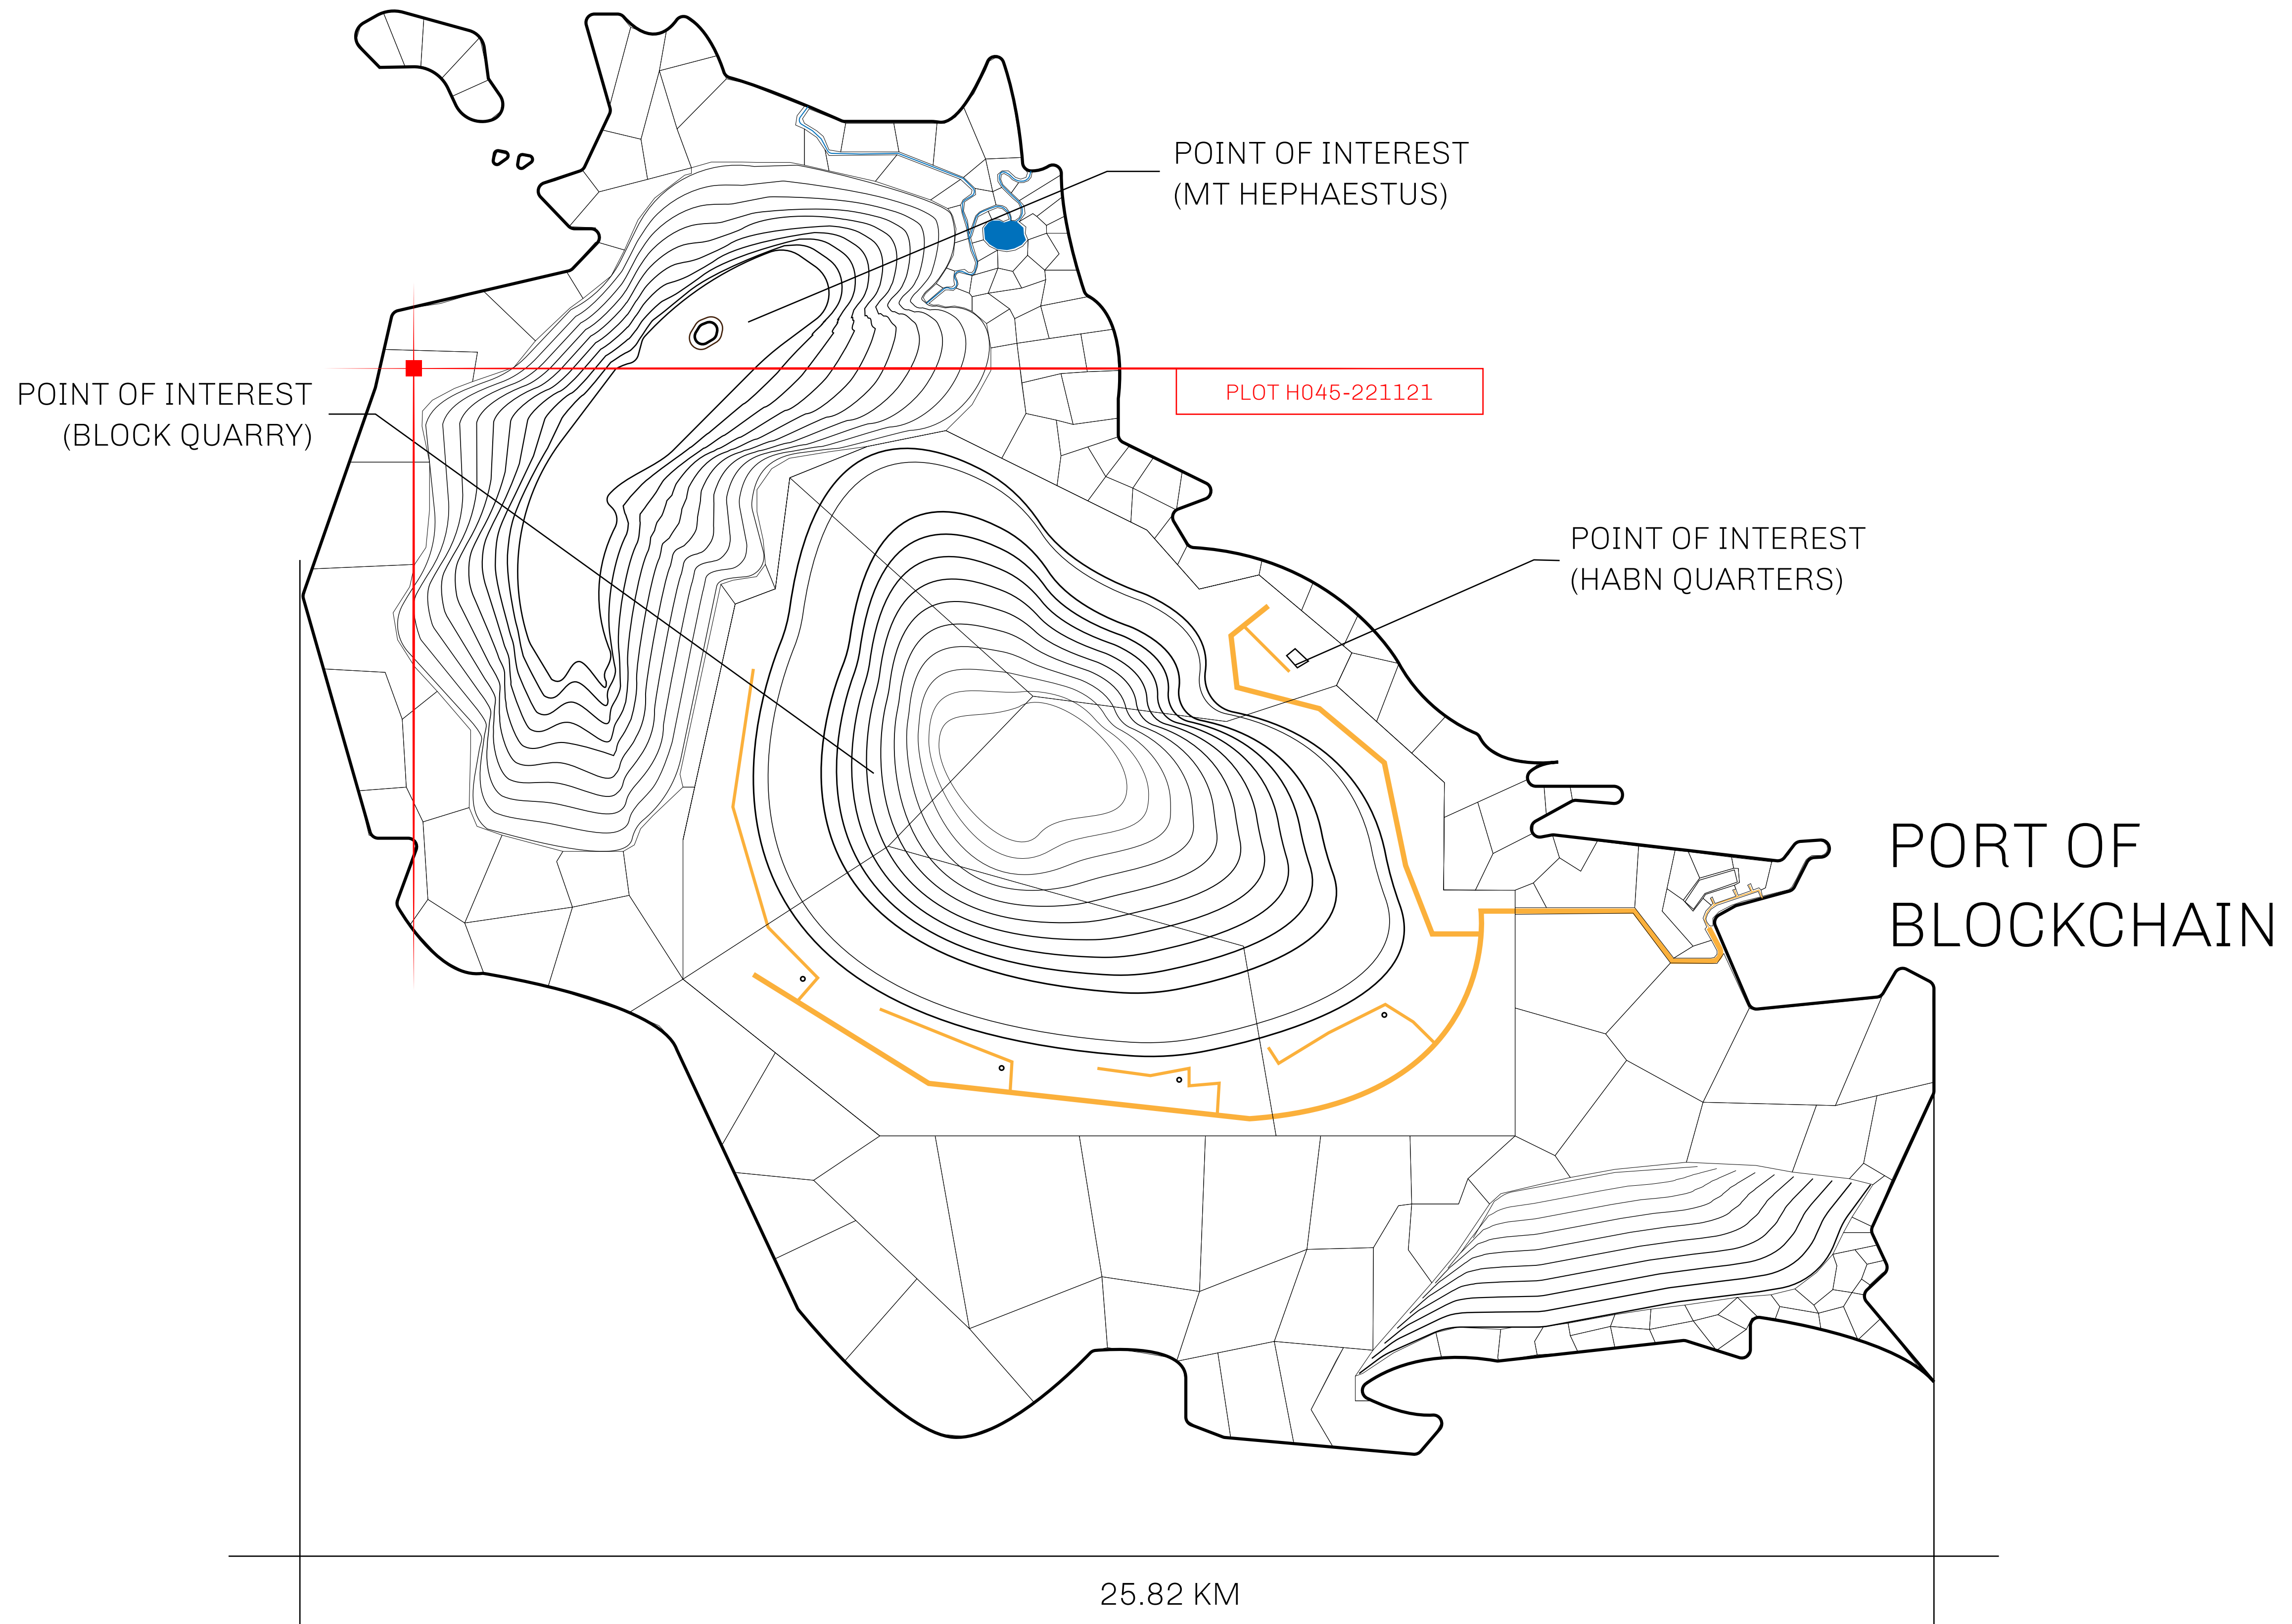 POINT OF INTEREST
(MT HEPHAESTUS)
PLOT H045-221121
POINT OF INTEREST
(BLOCK QUARRY)
POINT OF INTEREST
(HABN QUARTERS)
PORT OF
BLOCKCHAIN
25.82 KM